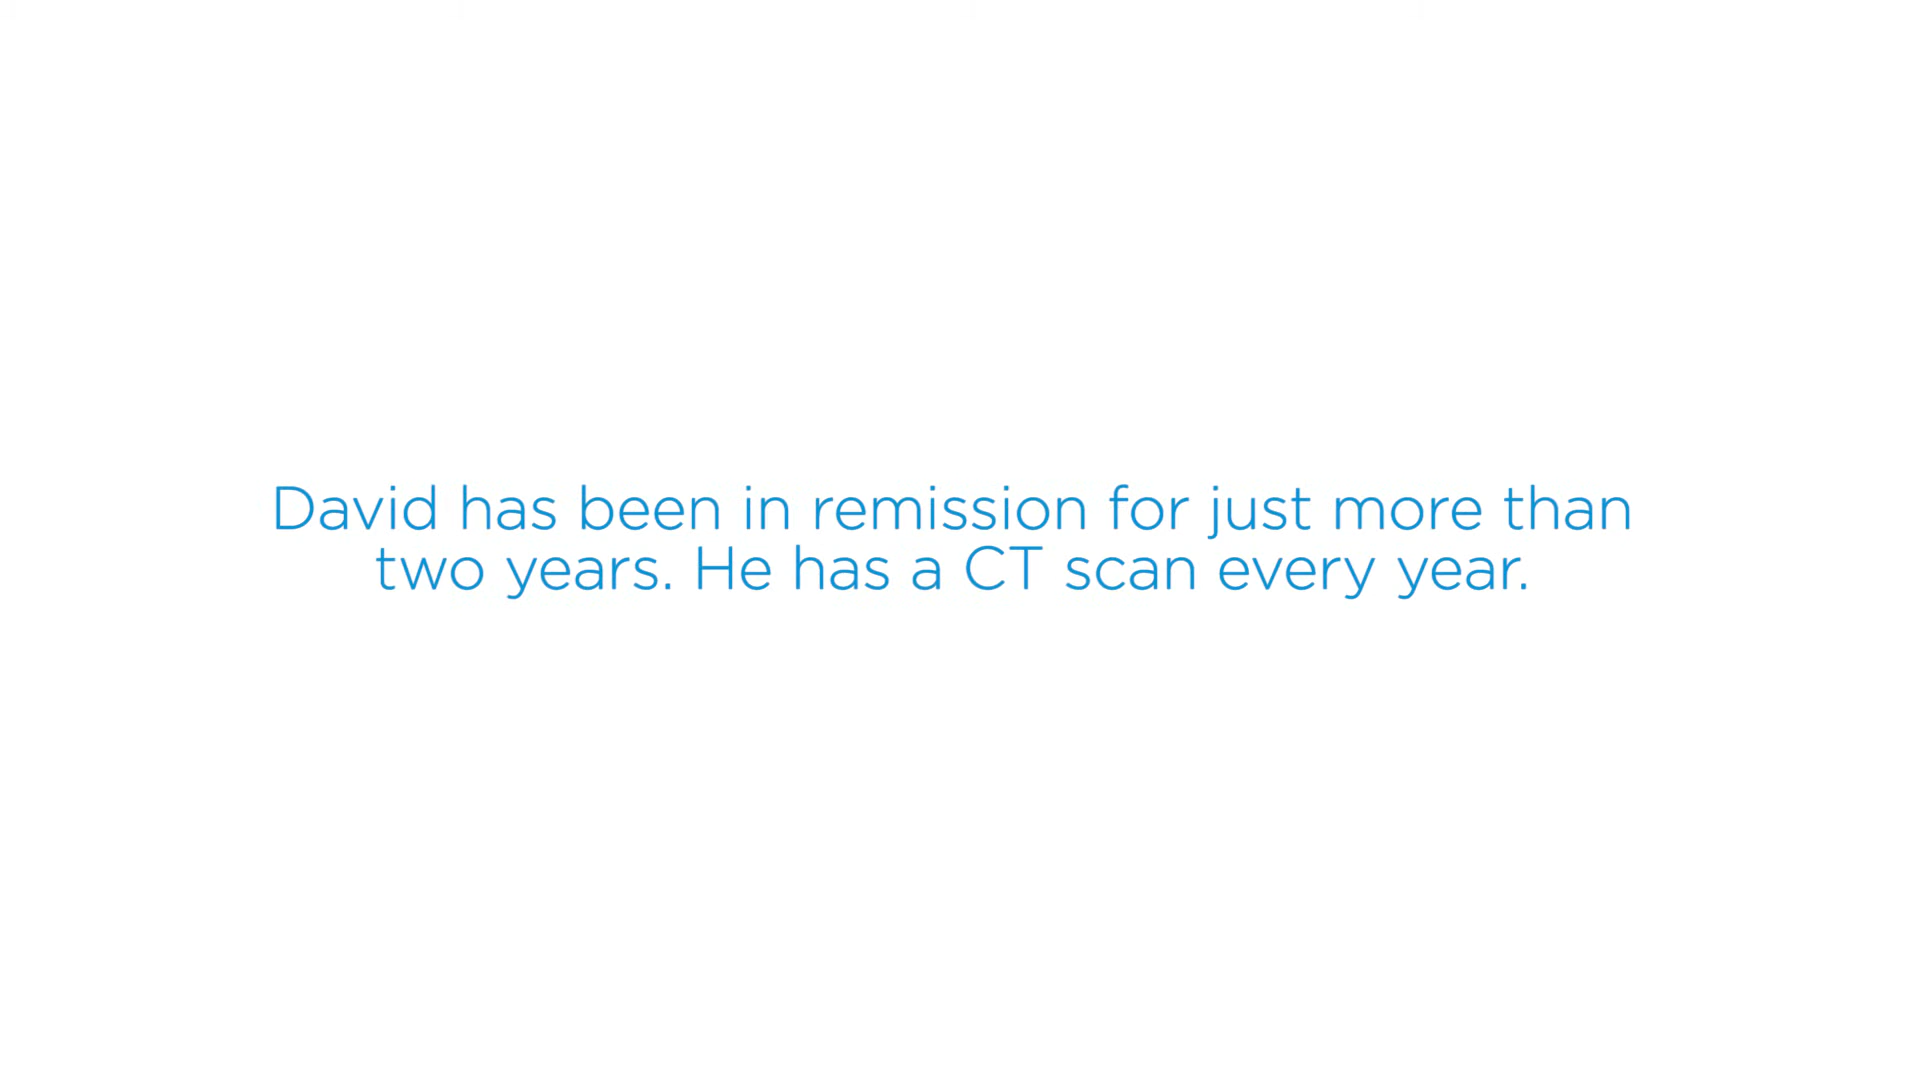 David has been in remission for just more than
two years. He has a CT scan every year.